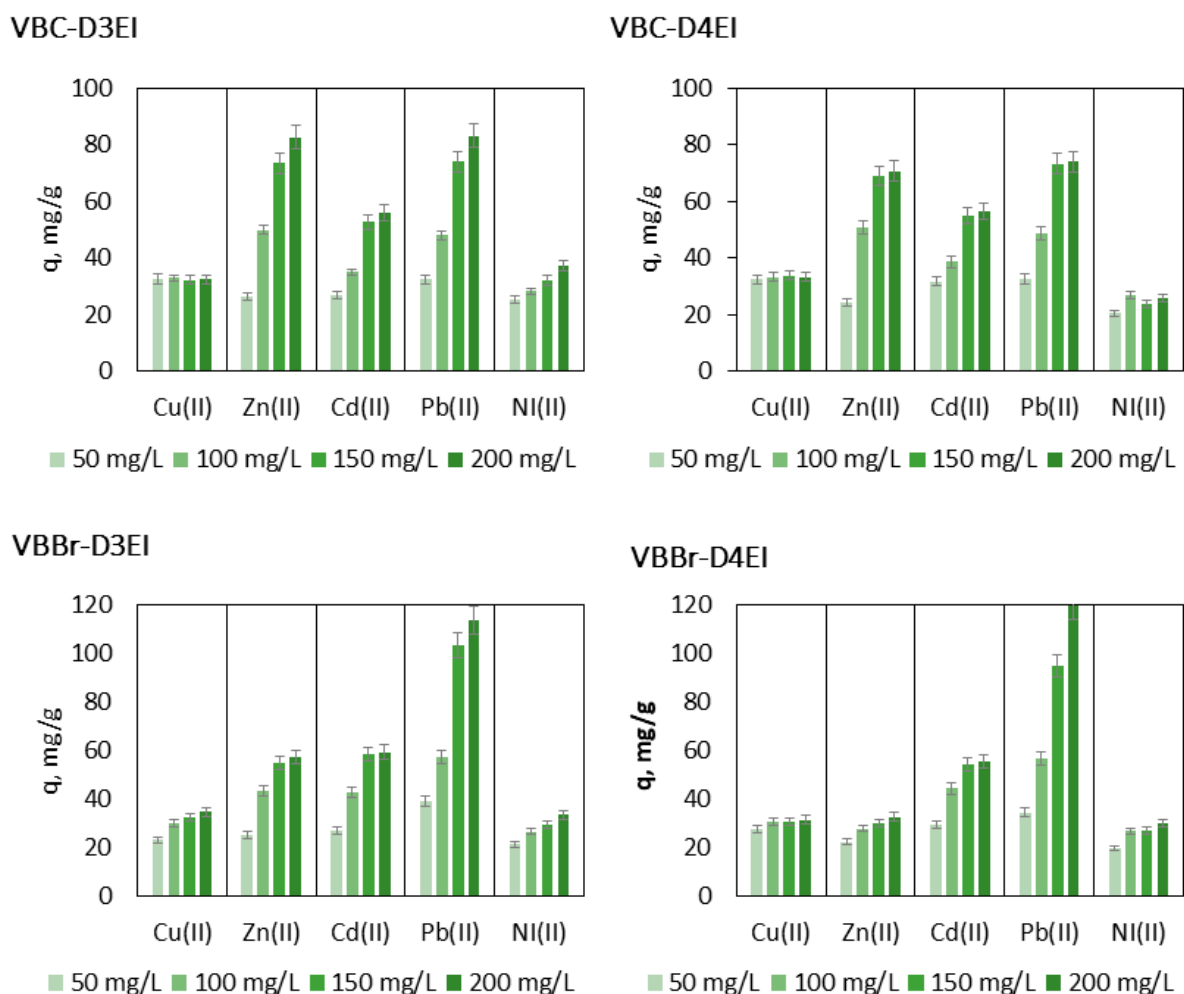 VBC-D3EI
q, mg/g
100
80
60
40
20
0
Cu(II) Zn(II) Cd(II) Pb(II) NI(II)
50 mg/L 100 mg/L 150 mg/L 200 mg/L
VBC-D4EI
q, mg/g
100
80
60
40
20
0
Cu(II) Zn(II) Cd(II) Pb(II) NI(II)
50 mg/L 100 mg/L 150 mg/L 200 mg/L
VBBr-D3EI
q, mg/g
120
100
80
60
40
20
0
Cu(II) Zn(II) Cd(II) Pb(II) NI(II)
50 mg/L 100 mg/L 150 mg/L 200 mg/L
VBBr-D4EI
q, mg/g
120
100
80
60
40
20
0
Cu(II) Zn(II) Cd(II) Pb(II) NI(II)
50 mg/L 100 mg/L 150 mg/L 200 mg/L